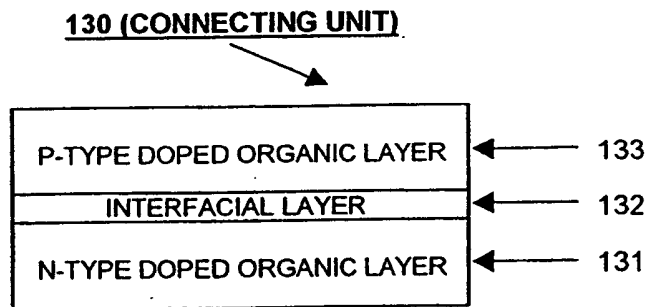 130 (CONNECTING UNIT)
P-TYPE DOPED ORGANIC LAYER 133
INTERFACIAL LAYER 132
N-TYPE DOPED ORGANIC LAYER 131